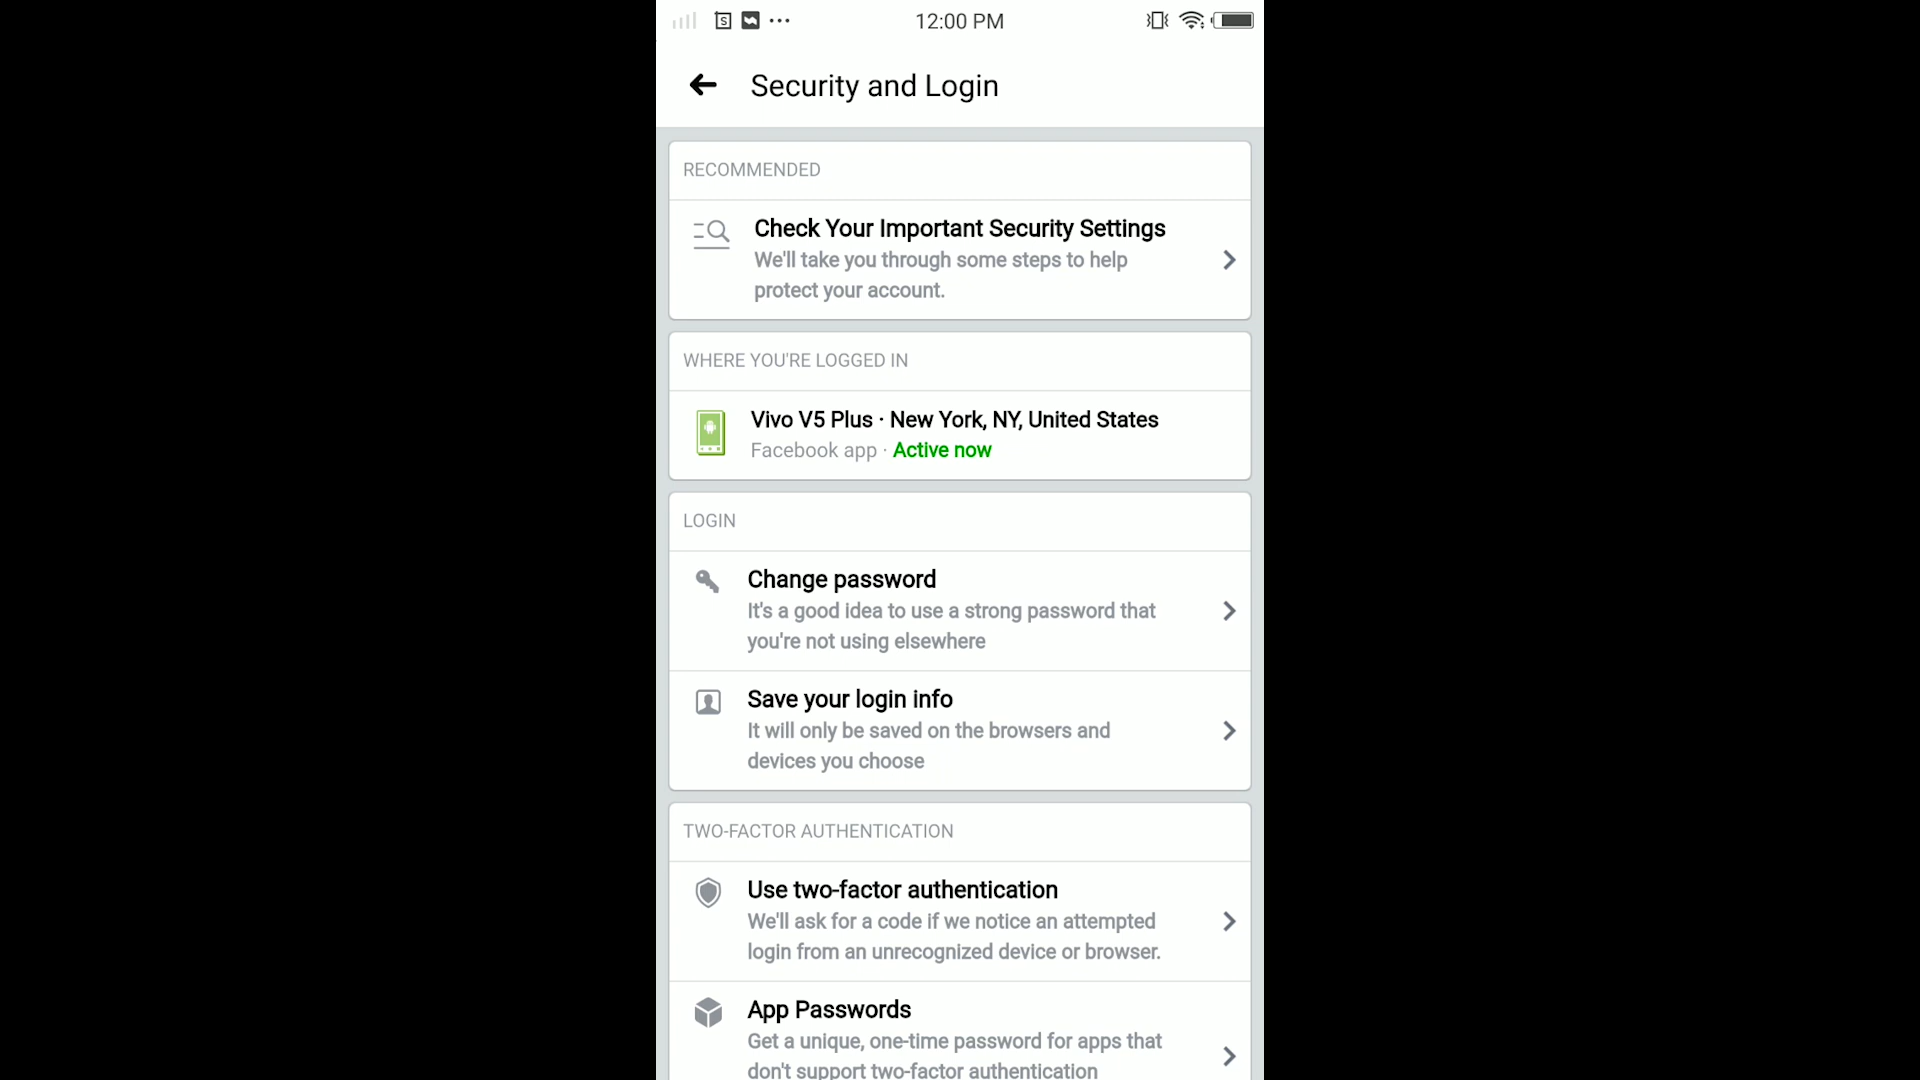 12:00 PM
Security and Login
RECOMMENDED
Check Your Important Security Settings
We'll take you through some steps to help
protect your account.
WHERE YOU'RE LOGGED IN
Vivo V5 Plus · New York, NY, United States
Facebook app · Active now
LOGIN
Change password
It's a good idea to use a strong password that
you're not using elsewhere
Save your login info
It will only be saved on the browsers and
devices you choose
TWO-FACTOR AUTHENTICATION
Use two-factor authentication
We'll ask for a code if we notice an attempted
login from an unrecognized device or browser.
App Passwords
Get a unique, one-time password for apps that
don't support two-factor authentication